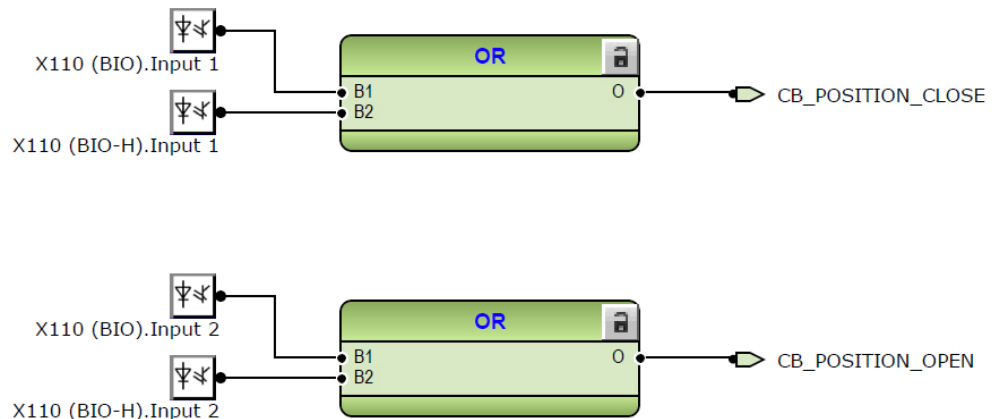 X110 (BIO).Input 1
OR
B1
O
B2
CB_POSITION_CLOSE
X110 (BIO-H).Input 1
X110 (BIO).Input 2
OR
B1
O
B2
CB_POSITION_OPEN
X110 (BIO-H).Input 2